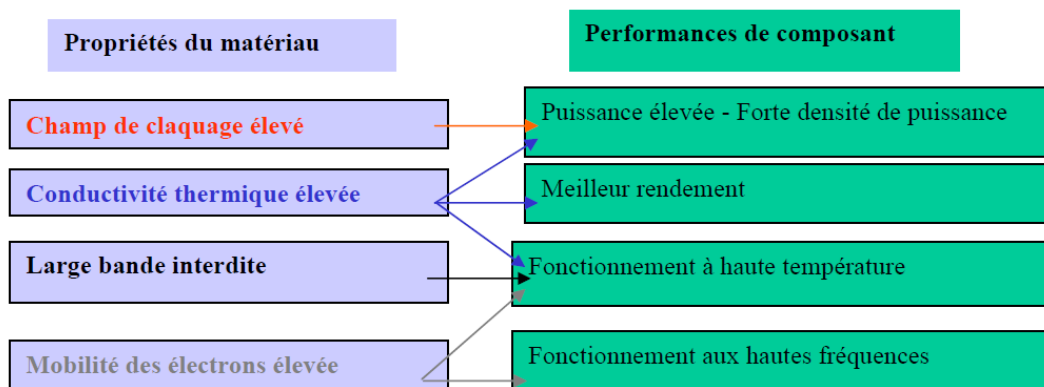 Propriétés du matériau
Performances de composant
Champ de claquage élevé
Puissance élevée - Forte densité de puissance
Conductivité thermique élevée
Meilleur rendement
Large bande interdite
Fonctionnement à haute température
Mobilité des électrons élevée
Fonctionnement aux hautes fréquences